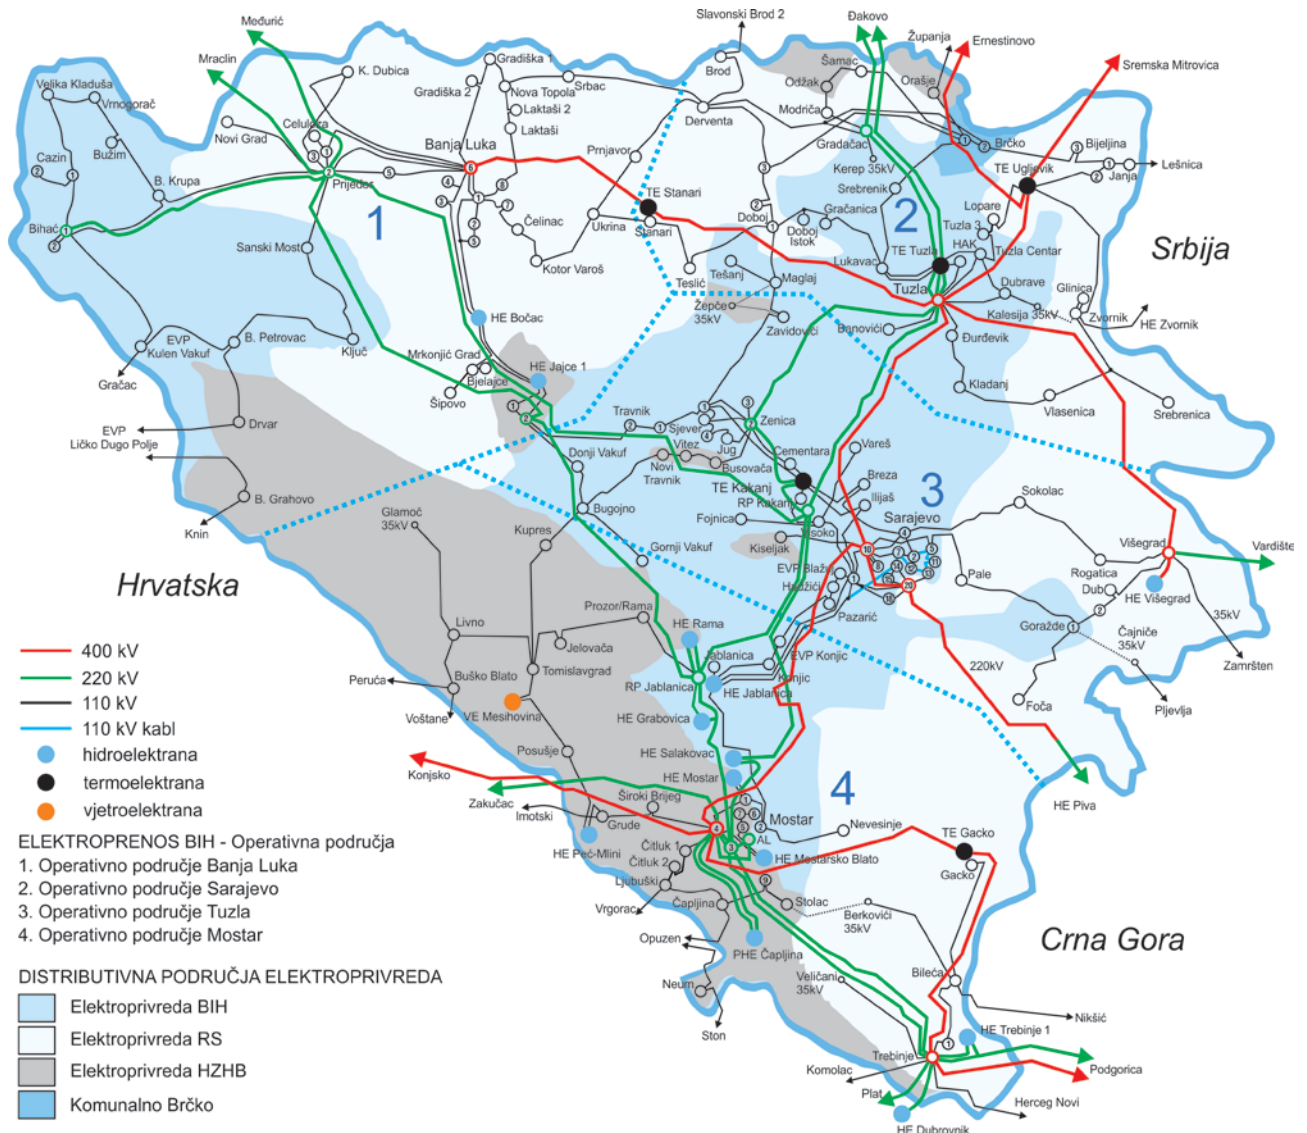 Slavonski Brod 2
Đakovo
Međurić
Mraclin
Županja
Ernestinovo
Sremska Mitrovica
K. Dubica
Gradiška 1
Gradiška 2
Nova Topola
Srbac
Brod
Šamac
Odžak
Orašje
Velika Kladuša
Vrnogorač
Laktaši 2
Laktaši
Modriča
Derventa
Novi Grad
Celuloza
Banja Luka
Gradačac
Brčko
Bijeljina
Bužim
Cazin
Prnjavor
Kerep 35kV
Janja
Lešnica
TE Ugljevik
B. Krupa
Prijedor
TE Stanari
Srebrenik
Lopare
Gračanica
Tuzla 3
1
2
Čelinac
Ukrina
Stanari
Doboj
Doboj
Istok
TE Tuzla
HAK
Tuzla Centar
Srbija
Bihać
Sanski Most
Kotor Varoš
Teslić
Tešanj
Maglaj
Lukavac
Tuzla
Dubrave
Glinica
Kalesija 35kV
Zvornik
HE Zvornik
HE Bočac
Žepče
35kV
Zavidovići
Banovići
Đurđevik
EVP
Kulen Vakuf
B. Petrovac
Ključ
Mrkonjić Grad
Bjelajce
HE Jajce 1
Gračac
Šipovo
Kladanj
Vlasenica
Srebrenica
Drvar
EVP
Ličko Dugo Polje
Travnik
Sjever
Jug
Zenica
Vitez
Novi
Travnik
Busovača
Cementara
Vareš
Donji Vakuf
TE Kakanj
Breza
RP Kakanj
Ilijaš
3
B. Grahovo
Knin
Glamoč
35kV
Bugojno
Kupres
Fojnica
Visoko
Sarajevo
Sokolac
Kiseljak
Gornji Vakuf
Višegrad
Vardište
EVP Blažuj
Hadžići
Pale
Rogatica
Dub
HE Višegrad
Hrvatska
Pazarić
Prozor/Rama
HE Rama
Goražde
Čajniče
35kV
35kV
Zamršten
Livno
Jelovača
Jablanica
EVP Konjic
Konjic
220kV
400 kV
220 kV
110 kV
110 kV kabl
hidroelektrana
termoelektrana
vjetroelektrana
Tomislavgrad
Buško Blato
Peruća
Voštane
RP Jablanica
HE Jablanica
Foča
Pljevlja
VE Mesihovina
HE Grabovica
Posušje
HE Salakovac
HE Mostar
Konjsko
Zakučac
4
HE Piva
Široki Brijeg
Imotski
Grude
Mostar
AL
Nevesinje
TE Gacko
HE Peć-Mlini
Čitluk 1
Čitluk 2
HE Mostarsko Blato
Gacko
Ljubuški
Vrgorac
Čapljina
Stolac
Berkovići
35kV
Opuzen
PHE Čapljina
Crna Gora
Veličani
35kV
Bileća
Neum
Ston
Nikšić
HE Trebinje 1
Trebinje
Komolac
Podgorica
Plat
Herceg Novi
HE Dubrovnik
ELEKTROPRENOS BIH - Operativna područja
1. Operativno područje Banja Luka
2. Operativno područje Sarajevo
3. Operativno područje Tuzla
4. Operativno područje Mostar
DISTRIBUTIVNA PODRUČJA ELEKTROPRIVREDA
Elektroprivreda BIH
Elektroprivreda RS
Elektroprivreda HZHB
Komunalno Brčko